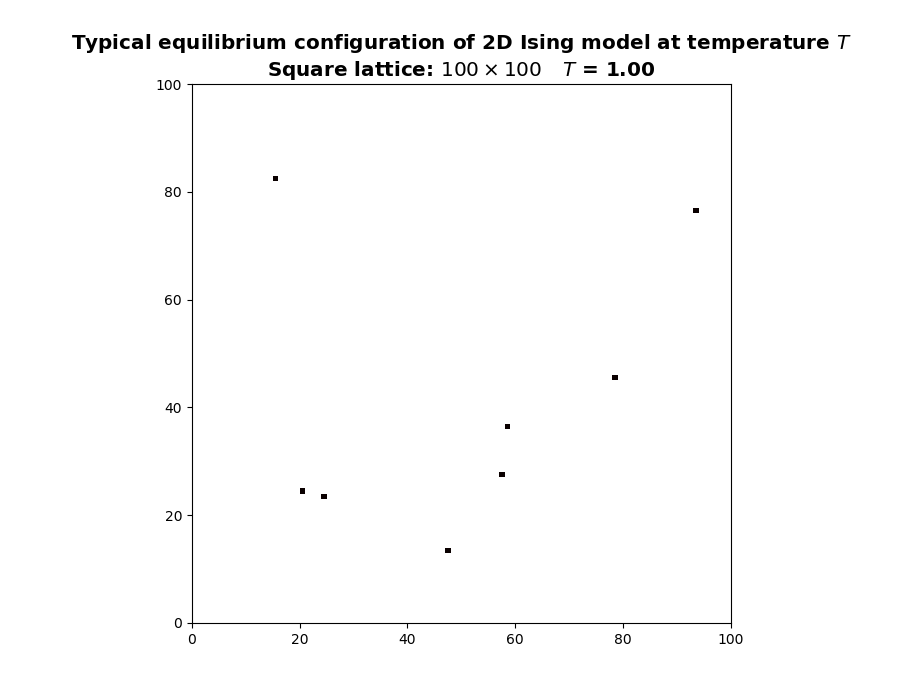 Typical equilibrium configuration of 2D Ising model at temperature T
Square lattice: 100 × 100 T = 1.00
100
80
60
40
20
0
0 20 40 60 80 100